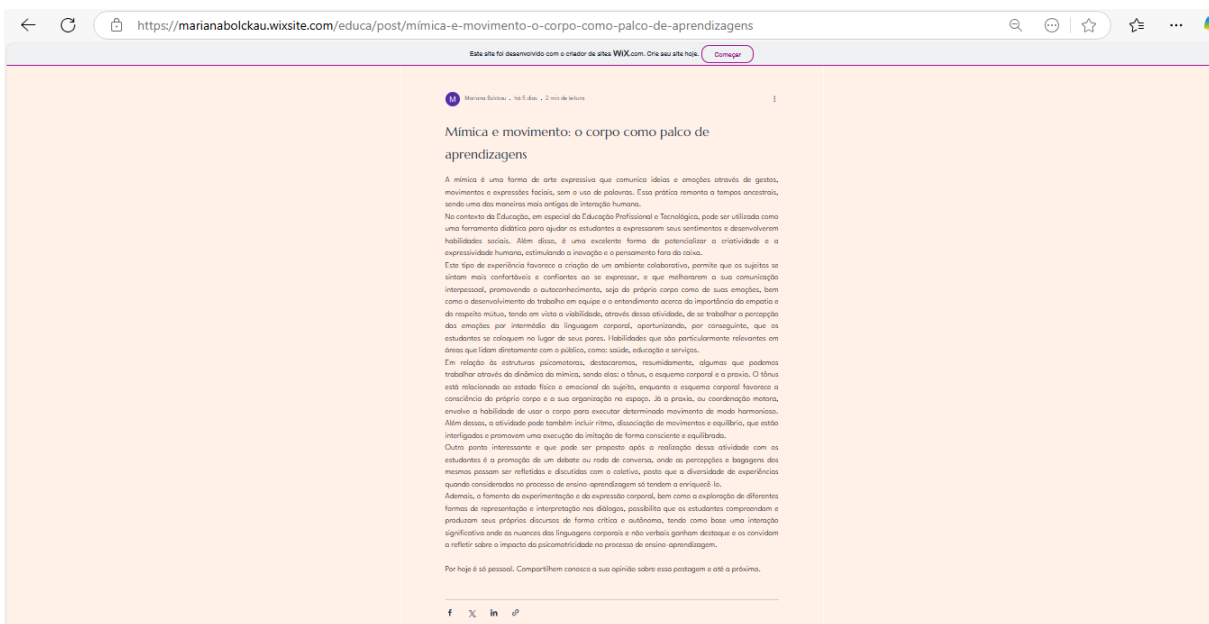 https://marianabolckau.wixsite.com/educa/post/mímica-e-movimento-o-corpo-como-palco-de-aprendizagens
Este site foi desenvolvido com o criador de sites WiX.com. Crie seu site hoje. Começar
M Mariana Bolckau . há 5 dias . 2 min de leitura
Mímica e movimento: o corpo como palco de
aprendizagens
A mímica é uma forma de arte expressiva que comunica ideias e emoções através de gestos,
movimentos e expressões faciais, sem o uso de palavras. Essa prática remonta a tempos ancestrais,
sendo uma das maneiras mais antigas de interação humana.
No contexto da Educação, em especial da Educação Profissional e Tecnológica, pode ser utilizada como
uma ferramenta didática para ajudar os estudantes a expressarem seus sentimentos e desenvolverem
habilidades sociais. Além disso, é uma excelente forma de potencializar a criatividade e a
expressividade humana, estimulando a inovação e o pensamento fora da caixa.
Este tipo de experiência favorece a criação de um ambiente colaborativo, permite que os sujeitos se
sintam mais confortáveis e confiantes ao se expressar, e que melhorarem a sua comunicação
interpessoal, promovendo o autoconhecimento, seja do próprio corpo como de suas emoções, bem
como o desenvolvimento do trabalho em equipe e o entendimento acerca da importância da empatia e
do respeito mútuo, tendo em vista a viabilidade, através dessa atividade, de se trabalhar a percepção
das emoções por intermédio da linguagem corporal, oportunizando, por conseguinte, que os
estudantes se coloquem no lugar de seus pares. Habilidades que são particularmente relevantes em
áreas que lidam diretamente com o público, como: saúde, educação e serviços.
Em relação às estruturas psicomotoras, destacaremos, resumidamente, algumas que podemos
trabalhar através da dinâmica da mímica, sendo elas: o tônus, o esquema corporal e a praxia. O tônus
está relacionado ao estado físico e emocional do sujeito, enquanto o esquema corporal favorece a
consciência do próprio corpo e a sua organização no espaço. Já a praxia, ou coordenação motora,
envolve a habilidade de usar o corpo para executar determinado movimento de modo harmonioso.
Além dessas, a atividade pode também incluir ritmo, dissociação de movimentos e equilíbrio, que estão
interligados e promovem uma execução da imitação de forma consciente e equilibrada.
Outro ponto interessante e que pode ser proposto após a realização dessa atividade com os
estudantes é a promoção de um debate ou roda de conversa, onde as percepções e bagagens dos
mesmos possam ser refletidas e discutidas com o coletivo, posto que a diversidade de experiências
quando consideradas no processo de ensino-aprendizagem só tendem a enriquecê-lo.
Ademais, o fomento da experimentação e da expressão corporal, bem como a exploração de diferentes
formas de representação e interpretação nos diálogos, possibilita que os estudantes compreendam e
produzam seus próprios discursos de forma crítica e autônoma, tendo como base uma interação
significativa onde as nuances das linguagens corporais e não verbais ganham destaque e os convidam
a refletir sobre o impacto da psicomotricidade no processo de ensino-aprendizagem.
Por hoje é só pessoal. Compartilhem conosco a sua opinião sobre essa postagem e até a próxima.